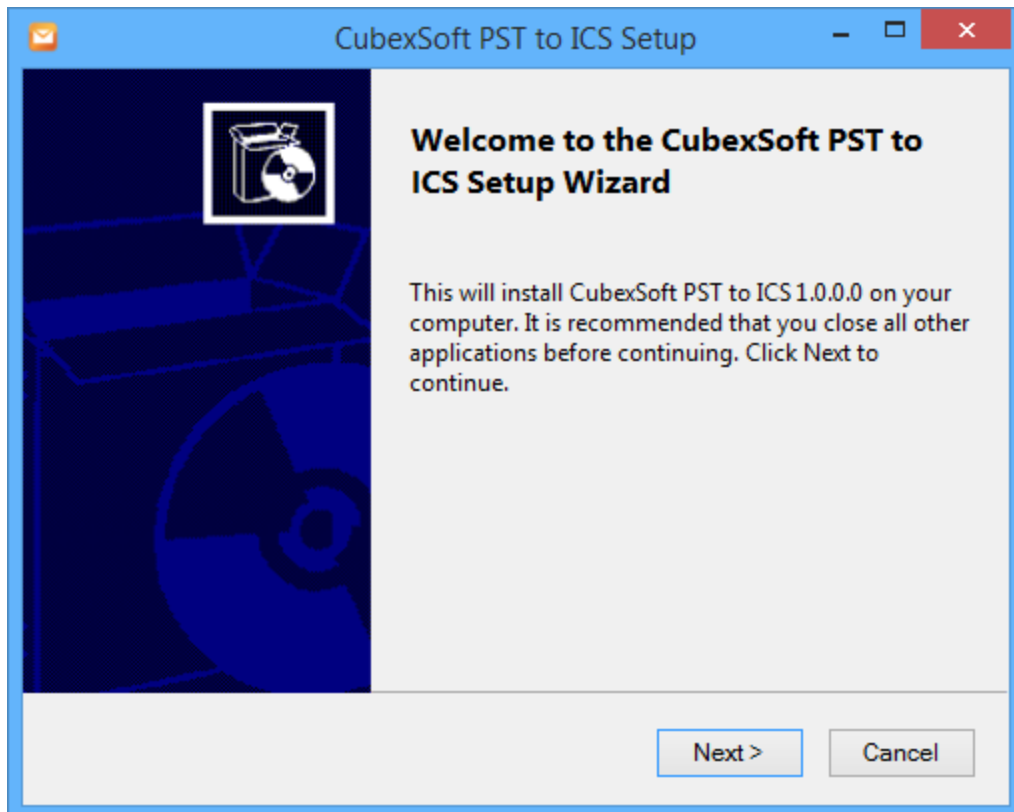 CubexSoft PST to ICS Setup
Welcome to the CubexSoft PST to
ICS Setup Wizard
This will install CubexSoft PST to ICS 1.0.0.0 on your
computer. It is recommended that you close all other
applications before continuing. Click Next to
continue.
Next >
Cancel